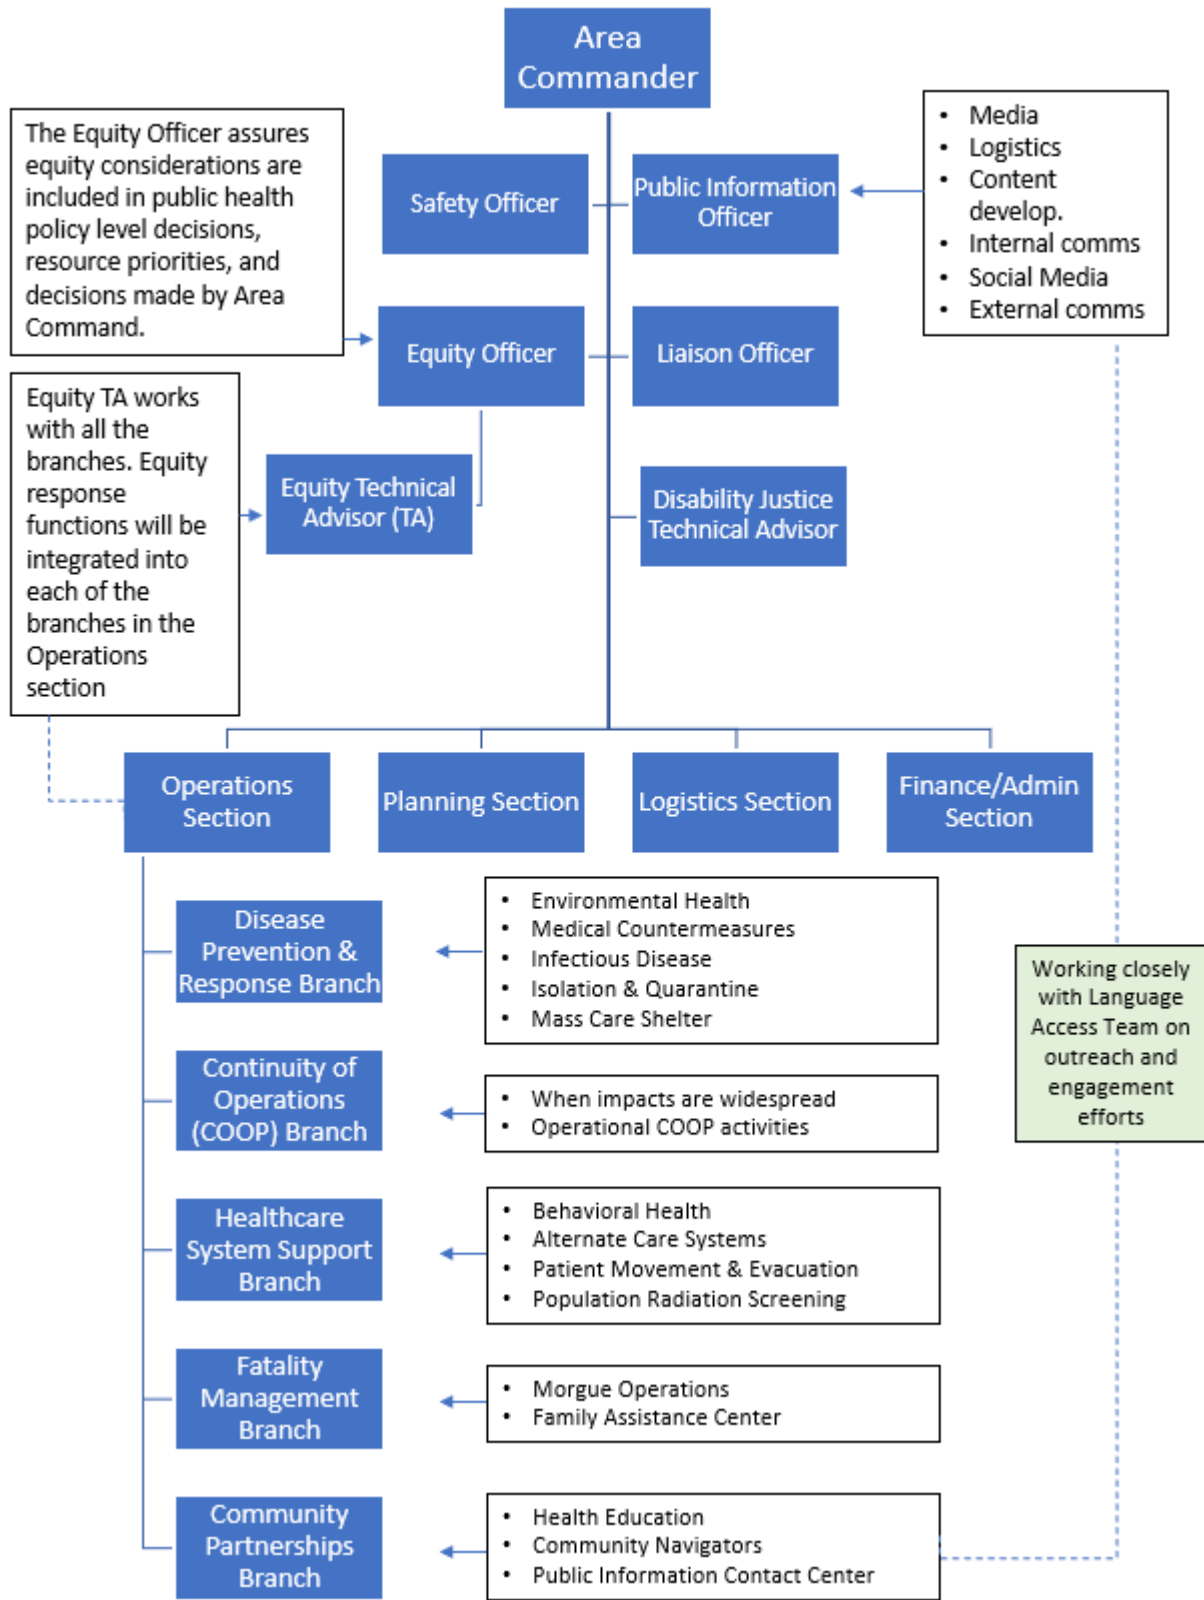 Area
Commander
The Equity Officer assures
equity considerations are
included in public health
policy level decisions,
resource priorities, and
decisions made by Area
Command.
Safety Officer
Public Information
Officer
• Media
• Logistics
• Content
develop.
• Internal comms
• Social Media
• External comms
Equity Officer
Liaison Officer
Equity TA works
with all the
branches. Equity
response
functions will be
integrated into
each of the
branches in the
Operations
section
Equity Technical
Advisor (TA)
Disability Justice
Technical Advisor
Operations
Section
Planning Section
Logistics Section
Finance/Admin
Section
Disease
Prevention &
Response Branch
• Environmental Health
• Medical Countermeasures
• Infectious Disease
• Isolation & Quarantine
• Mass Care Shelter
Working closely
with Language
Access Team on
outreach and
engagement
efforts
Continuity of
Operations
(COOP) Branch
• When impacts are widespread
• Operational COOP activities
Healthcare
System Support
Branch
• Behavioral Health
• Alternate Care Systems
• Patient Movement & Evacuation
• Population Radiation Screening
Fatality
Management
Branch
• Morgue Operations
• Family Assistance Center
Community
Partnerships
Branch
• Health Education
• Community Navigators
• Public Information Contact Center